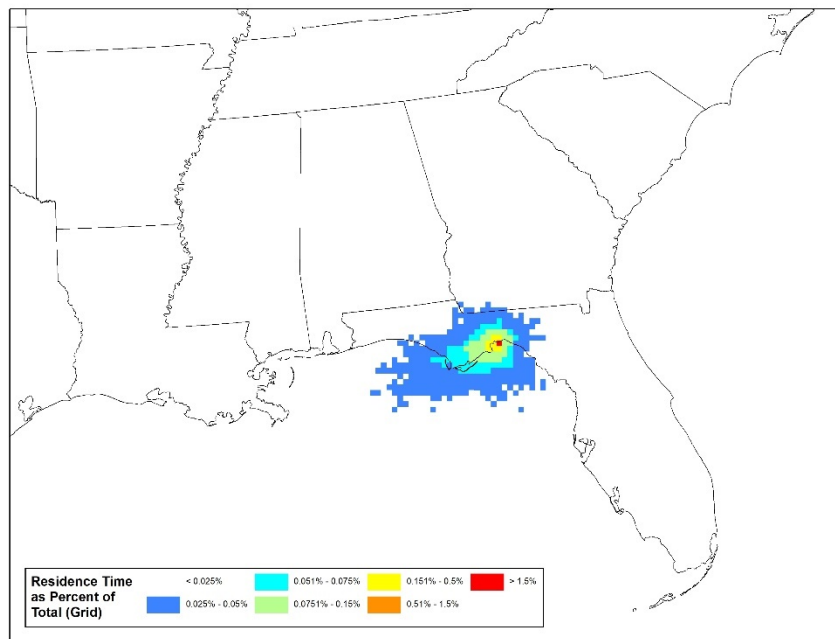 Residence Time
as Percent of
Total (Grid)
< 0.025%
0.051% - 0.075%
0.151% - 0.5%
> 1.5%
0.025% - 0.05%
0.0751% - 0.15%
0.51% - 1.5%